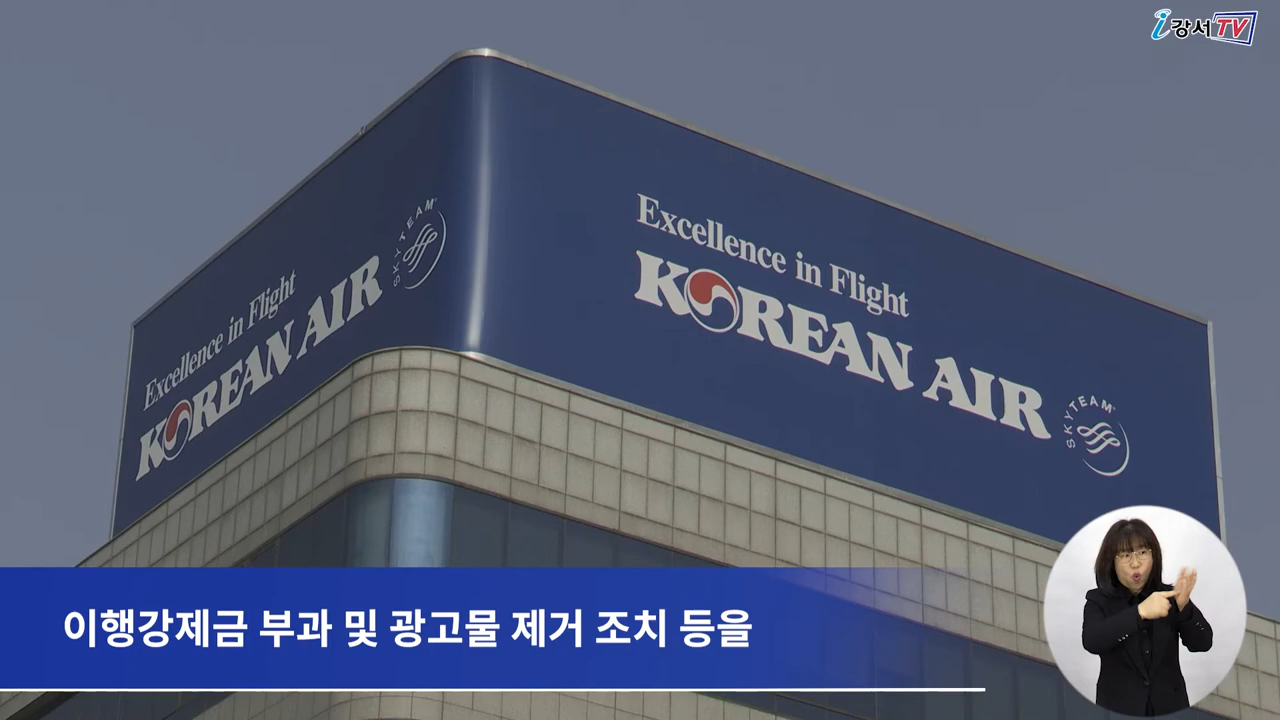 i강서TV
Excellence in Flight
KOREAN AIR
SKYTEAM
Excellence in Flight
KOREAN AIR
SKYTEAM
이행강제금 부과 및 광고물 제거 조치 등을